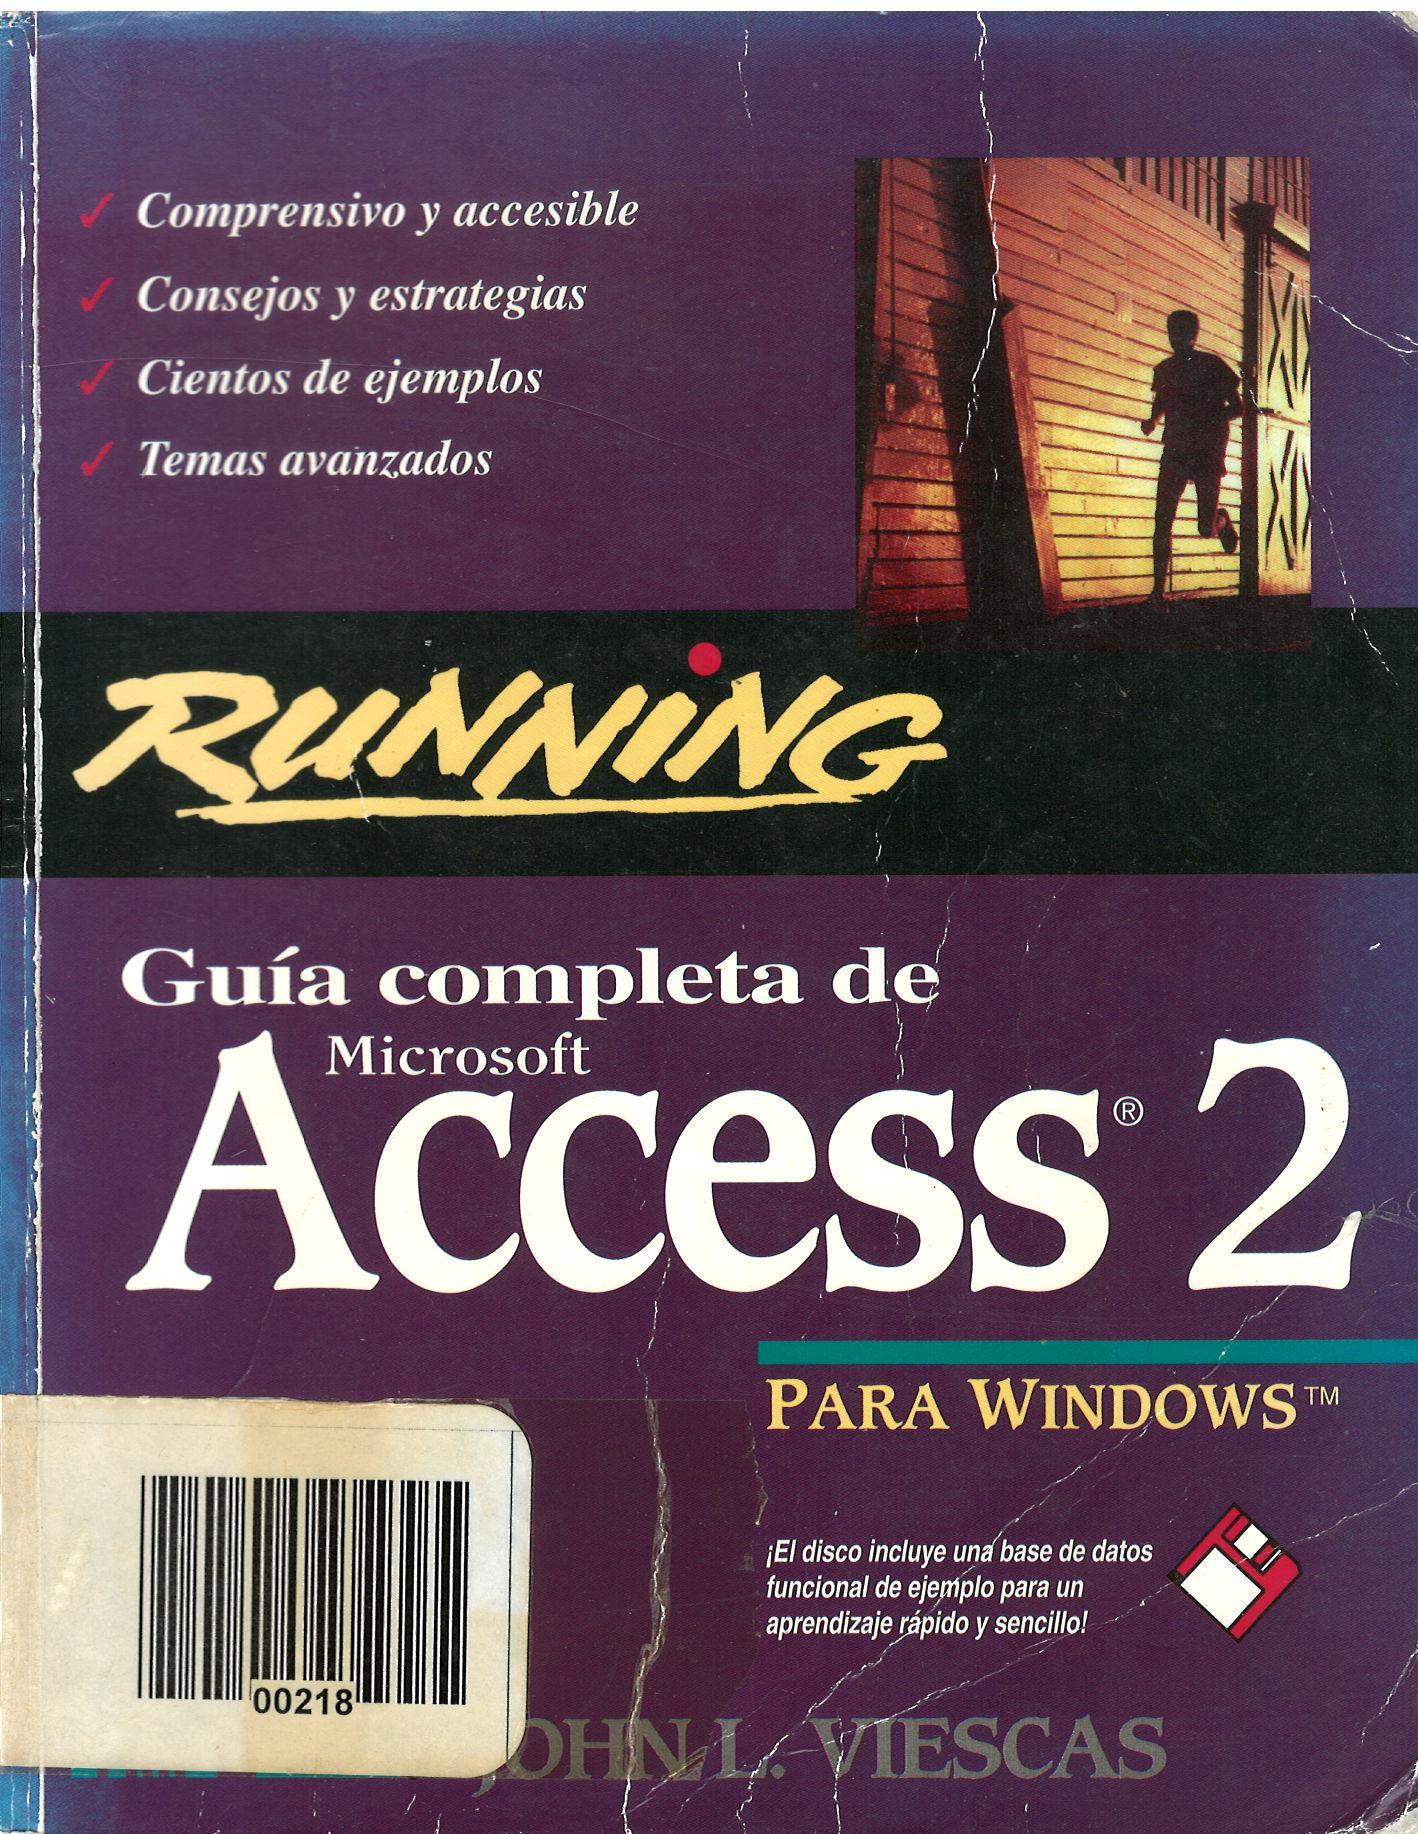 ✓ Comprensivo y accesible
✓ Consejos y estrategias
✓ Cientos de ejemplos
✓ Temas avanzados
RUNNiNG
Guía completa de
Microsoft
Access® 2
PARA WINDOWS™
¡El disco incluye una base de datos
funcional de ejemplo para un
aprendizaje rápido y sencillo!
00218
JOHN L. VIESCAS